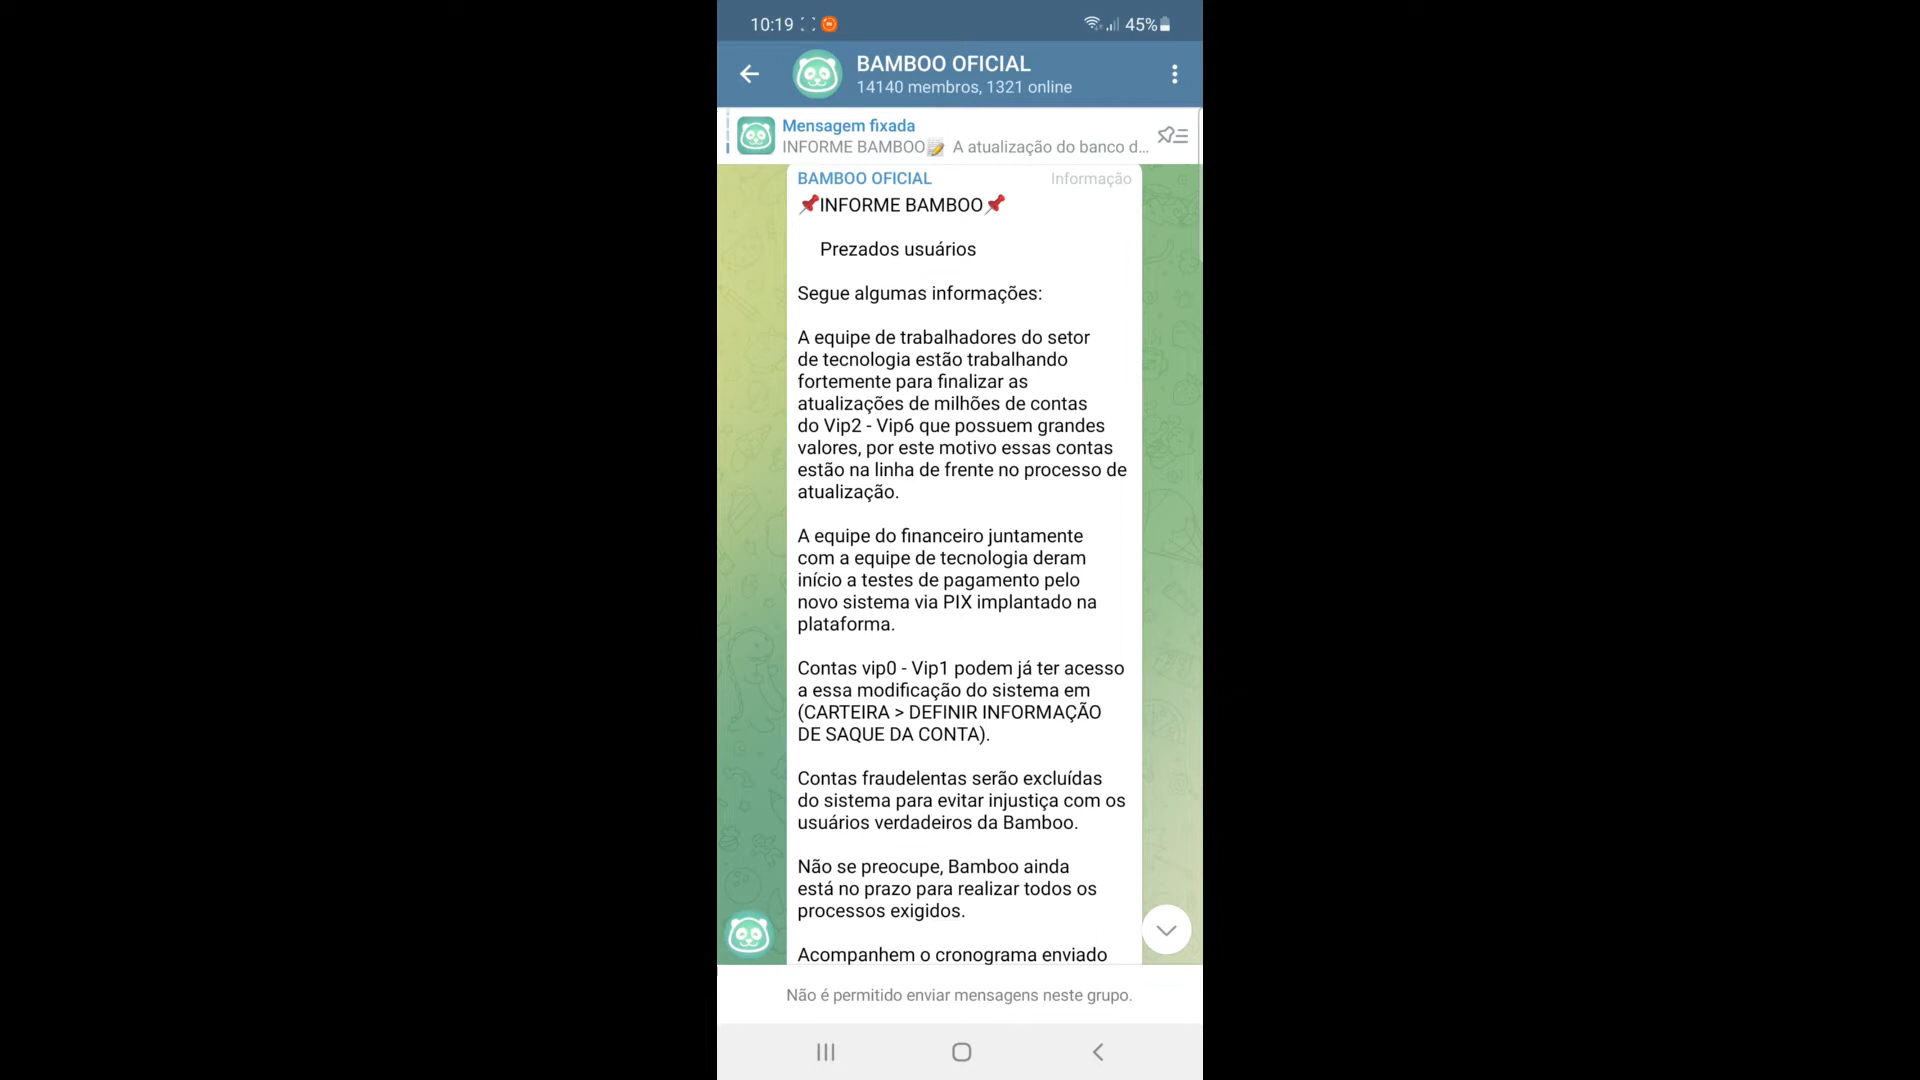 10:19
45%
BAMBOO OFICIAL
14140 membros, 1321 online
Mensagem fixada
INFORME BAMBOO📝 A atualização do banco d...
BAMBOO OFICIAL Informação
📌INFORME BAMBOO📌
Prezados usuários
Segue algumas informações:
A equipe de trabalhadores do setor
de tecnologia estão trabalhando
fortemente para finalizar as
atualizações de milhões de contas
do Vip2 - Vip6 que possuem grandes
valores, por este motivo essas contas
estão na linha de frente no processo de
atualização.
A equipe do financeiro juntamente
com a equipe de tecnologia deram
início a testes de pagamento pelo
novo sistema via PIX implantado na
plataforma.
Contas vip0 - Vip1 podem já ter acesso
a essa modificação do sistema em
(CARTEIRA > DEFINIR INFORMAÇÃO
DE SAQUE DA CONTA).
Contas fraudelentas serão excluídas
do sistema para evitar injustiça com os
usuários verdadeiros da Bamboo.
Não se preocupe, Bamboo ainda
está no prazo para realizar todos os
processos exigidos.
Acompanhem o cronograma enviado
Não é permitido enviar mensagens neste grupo.